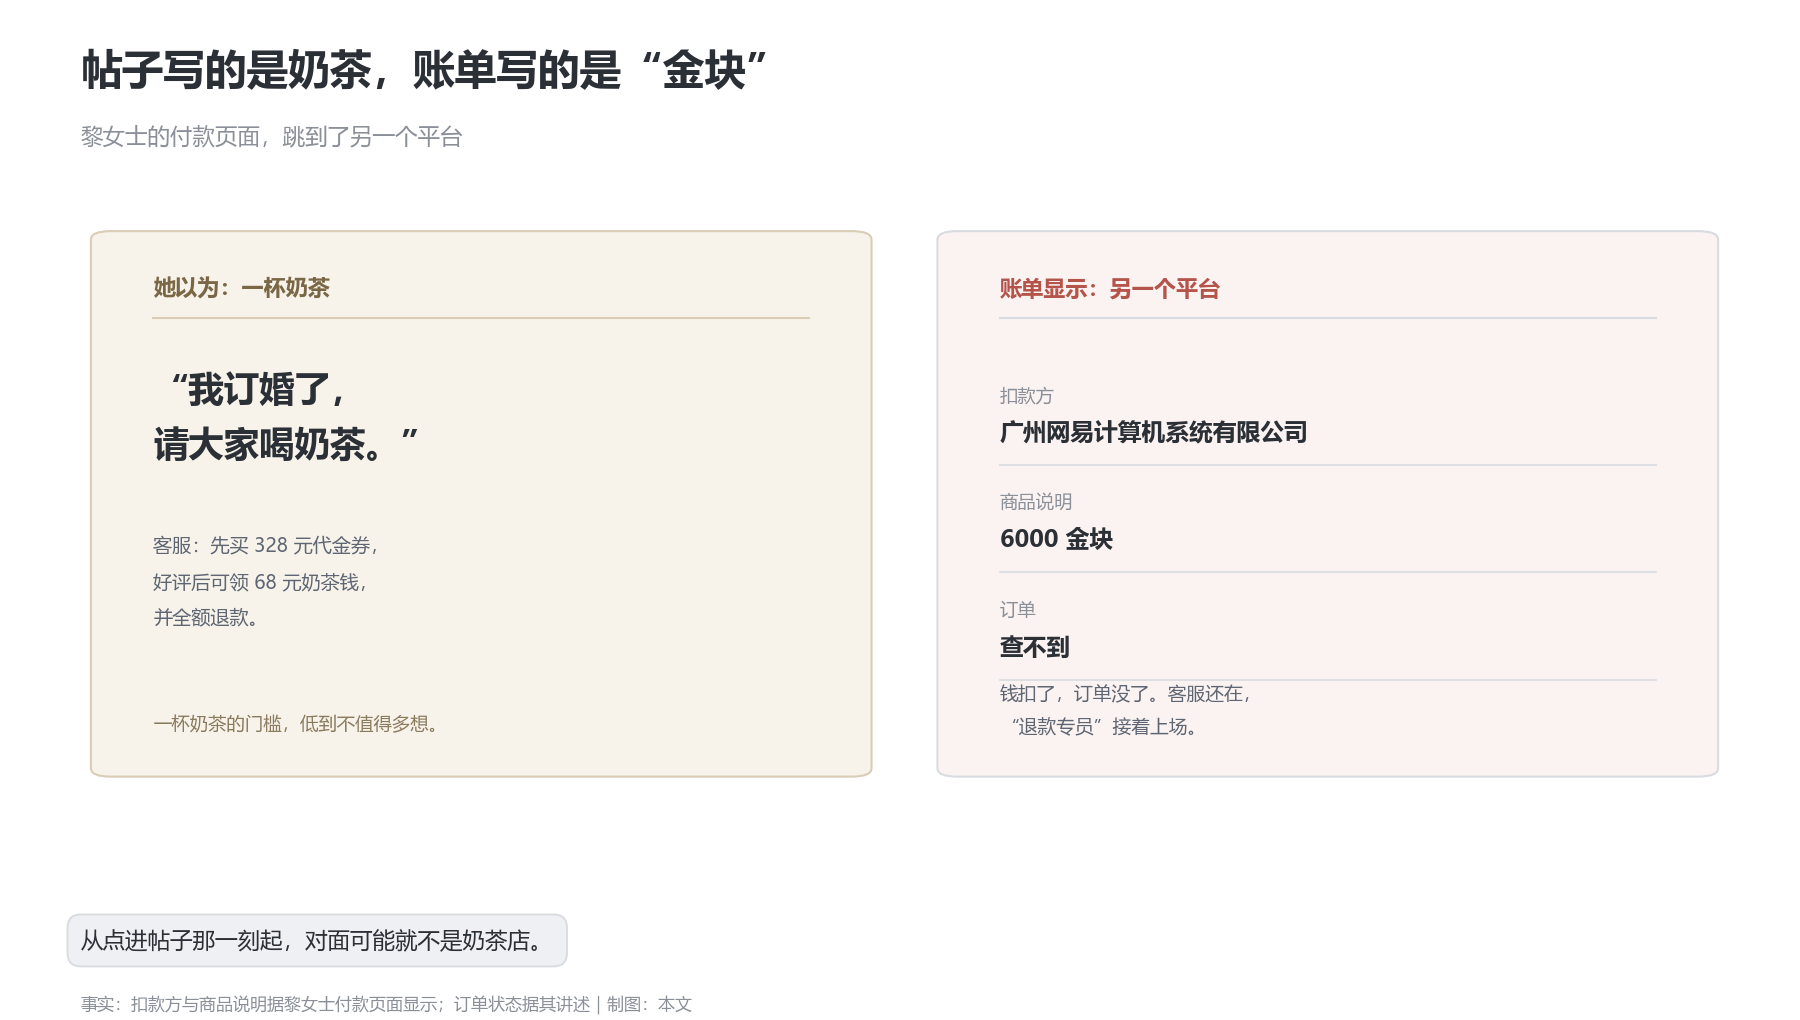 帖子写的是奶茶，账单写的是“金块”
黎女士的付款页面，跳到了另一个平台
她以为：一杯奶茶
“我订婚了，
请大家喝奶茶。”
客服：先买 328 元代金券，
好评后可领 68 元奶茶钱，
并全额退款。
一杯奶茶的门槛，低到不值得多想。
账单显示：另一个平台
扣款方
广州网易计算机系统有限公司
商品说明
6000 金块
订单
查不到
钱扣了，订单没了。客服还在，
“退款专员”接着上场。
从点进帖子那一刻起，对面可能就不是奶茶店。
事实：扣款方与商品说明据黎女士付款页面显示；订单状态据其讲述 | 制图：本文